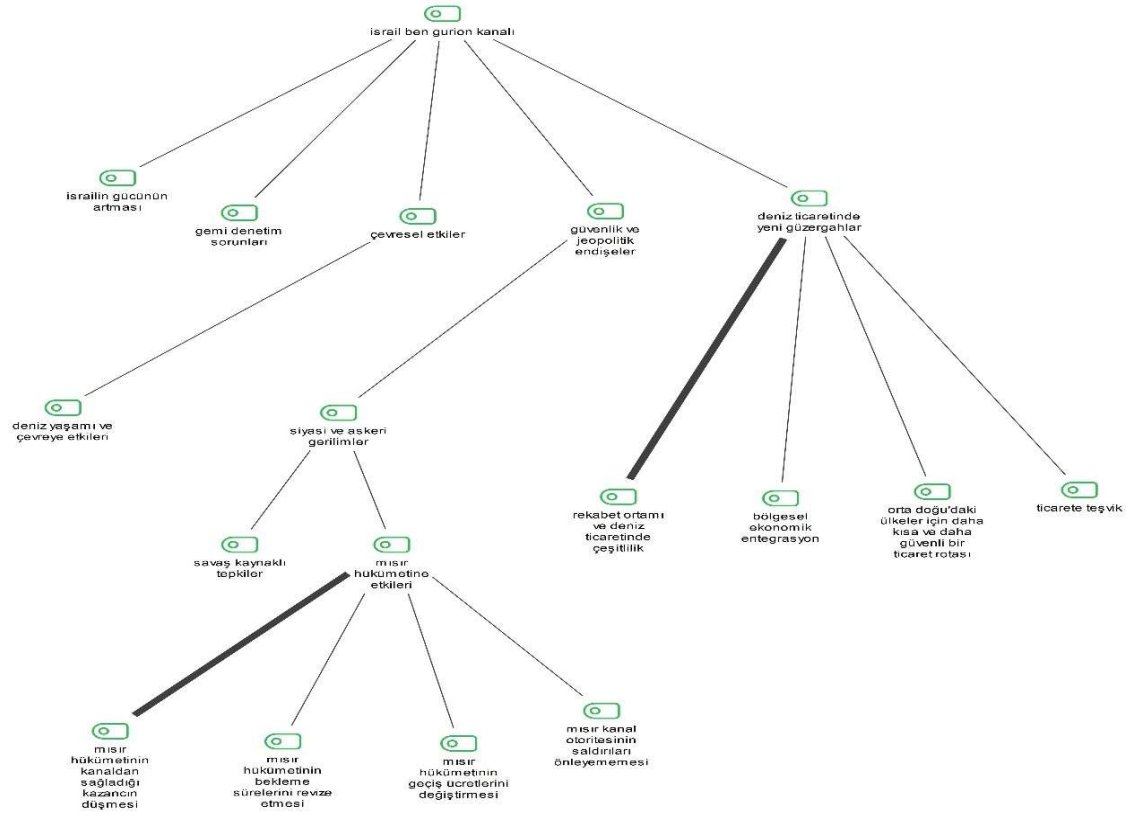 israil ben gurion kanalı
israilin gücünün
artması
gemi denetim
sorunları
çevresel etkiler
güvenlik ve
jeopolitik
endişeler
deniz ticaretinde
yeni güzergahlar
deniz yaşamı ve
çevreye etkileri
siyasi ve askeri
gerilimler
rekabet ortamı
ve deniz
ticaretinde
çeşitlilik
bölgesel
ekonomik
entegrasyon
orta doğu'daki
ülkeler için daha
kısa ve daha
güvenli bir
ticaret rotası
ticarete teşvik
savaş kaynaklı
tepkiler
mısır
hükümetine
etkileri
mısır
hükümetinin
kanaldan
sağladığı
kazancın
düşmesi
mısır
hükümetinin
bekleme
sürelerini revize
etmesi
mısır
hükümetinin
geçiş ücretlerini
değiştirmesi
mısır kanal
otoritesinin
saldırıları
önleyememesi